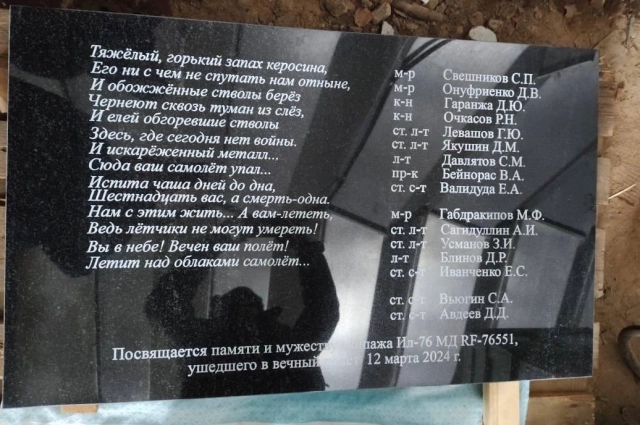 Тяжёлый, горький запах керосина,
Его ни с чем не спутать нам отныне,
И обожжённые стволы берёз
Чернеют сквозь туман из слёз,
И елей обгоревшие стволы
Здесь, где сегодня нет войны.
И искарёженный металл...
Сюда ваш самолёт упал...
Испита чаша дней до дна,
Шестнадцать вас, а смерть-одна.
Нам с этим жить... А вам-лететь,
Ведь лётчики не могут умереть!
Вы в небе! Вечен ваш полёт!
Летит над облаками самолёт...
м-р Свешников С.П.
м-р Онуфриенко Д.В.
к-н Гаранжа Д.Ю.
к-н Очкасов Р.Н.
ст. л-т Левашов Г.Ю.
ст. л-т Якушин Д.М.
л-т Давлятов С.М.
пр-к Бейнорас В.А.
ст. с-т Валидуда Е.А.
м-р Габдракипов М.Ф.
ст. л-т Сагидуллин А.И.
ст. л-т Усманов З.И.
л-т Блинов Д.Р.
ст. с-т Иванченко Е.С.
ст. с-т Вьюгин С.А.
ст. с-т Авдеев Д.Д.
Посвящается памяти и мужеству Ил-76 МД RF-76551,
ушедшего в вечный 12 марта 2024 г.